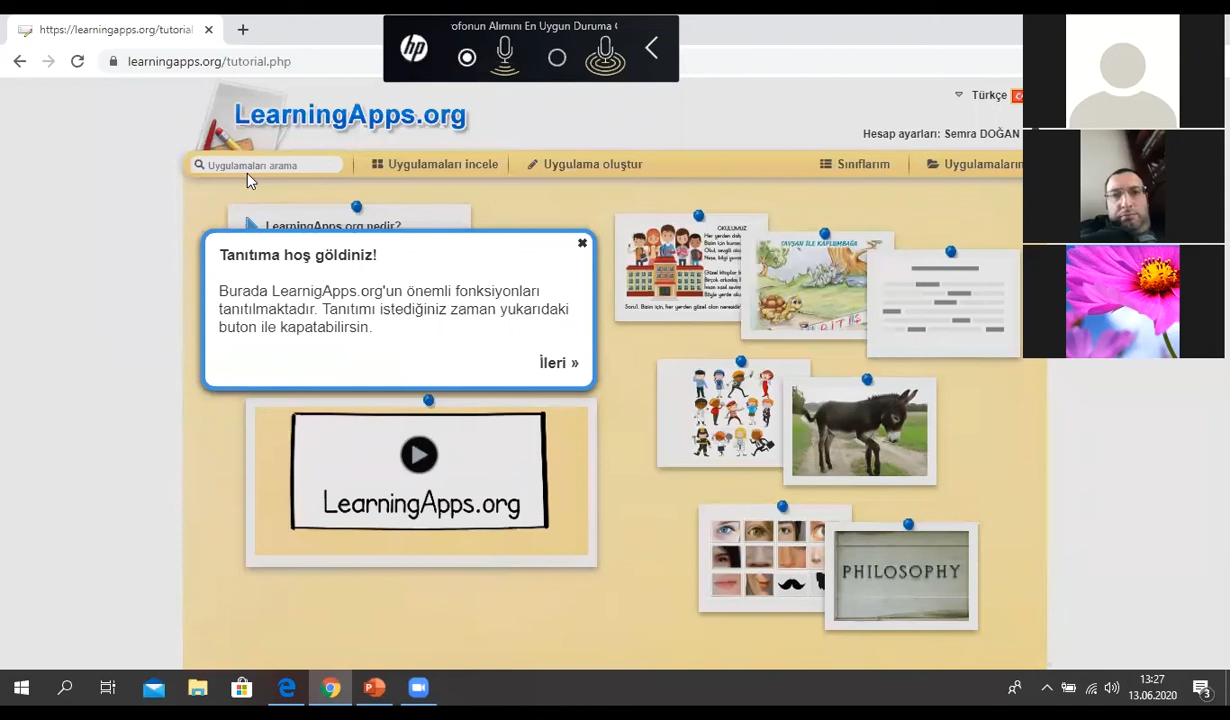 https://learningapps.org/tutorial
learningapps.org/tutorial.php
ofonun Alımını En Uygun Duruma
hp
LearningApps.org
Türkçe
Hesap ayarları: Semra DOĞAN
Uygulamaları arama
Uygulamaları incele
Uygulama oluştur
Sınıflarım
Uygulamaların
LearningApps.org nedir?
Tanıtıma hoş göldiniz!
Burada LearnigApps.org'un önemli fonksiyonları
tanıtılmaktadır. Tanıtımı istediğiniz zaman yukarıdaki
buton ile kapatabilirsin.
İleri »
LearningApps.org
OKULUMUZ
TAVŞAN İLE KAPLUMBAĞA
PHILOSOPHY
13:27
13.06.2020
3